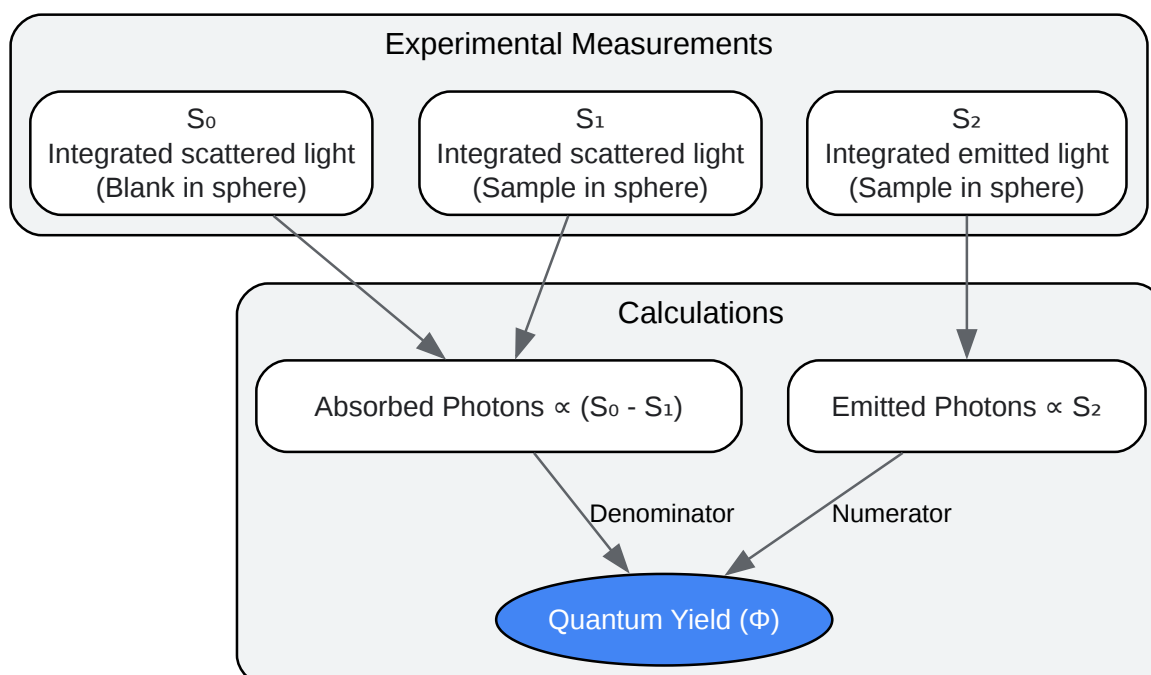 Experimental Measurements
S₀
Integrated scattered light
(Blank in sphere)
S₁
Integrated scattered light
(Sample in sphere)
S₂
Integrated emitted light
(Sample in sphere)
Calculations
Absorbed Photons ∝ (S₀ - S₁)
Emitted Photons ∝ S₂
Denominator
Numerator
Quantum Yield (Φ)